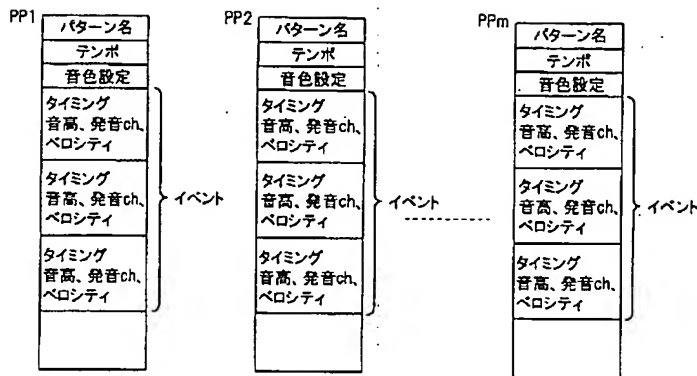 PP1
パターン名
テンポ
音色設定
タイミング
音高、発音ch、
ベロシティ
タイミング
音高、発音ch、
ベロシティ
タイミング
音高、発音ch、
ベロシティ
イベント
PP2
パターン名
テンポ
音色設定
タイミング
音高、発音ch、
ベロシティ
タイミング
音高、発音ch、
ベロシティ
タイミング
音高、発音ch、
ベロシティ
イベント
PPm
パターン名
テンポ
音色設定
タイミング
音高、発音ch、
ベロシティ
タイミング
音高、発音ch、
ベロシティ
タイミング
音高、発音ch、
ベロシティ
イベント